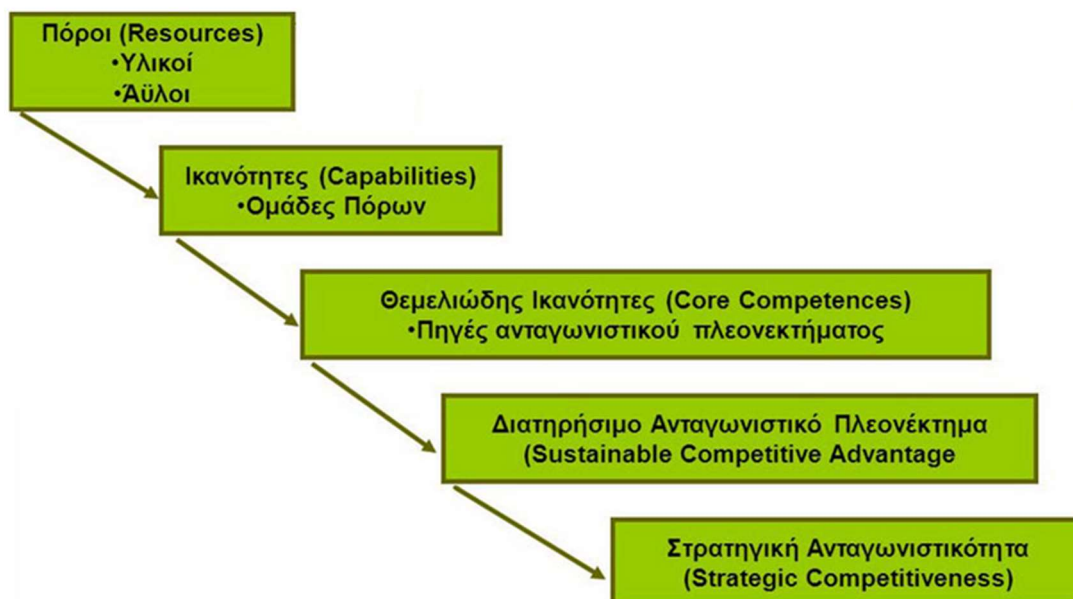 Πόροι (Resources)
•Υλικοί
•Άϋλοι
Ικανότητες (Capabilities)
•Ομάδες Πόρων
Θεμελιώδης Ικανότητες (Core Competences)
•Πηγές ανταγωνιστικού πλεονεκτήματος
Διατηρήσιμο Ανταγωνιστικό Πλεονέκτημα
(Sustainable Competitive Advantage
Στρατηγική Ανταγωνιστικότητα
(Strategic Competitiveness)